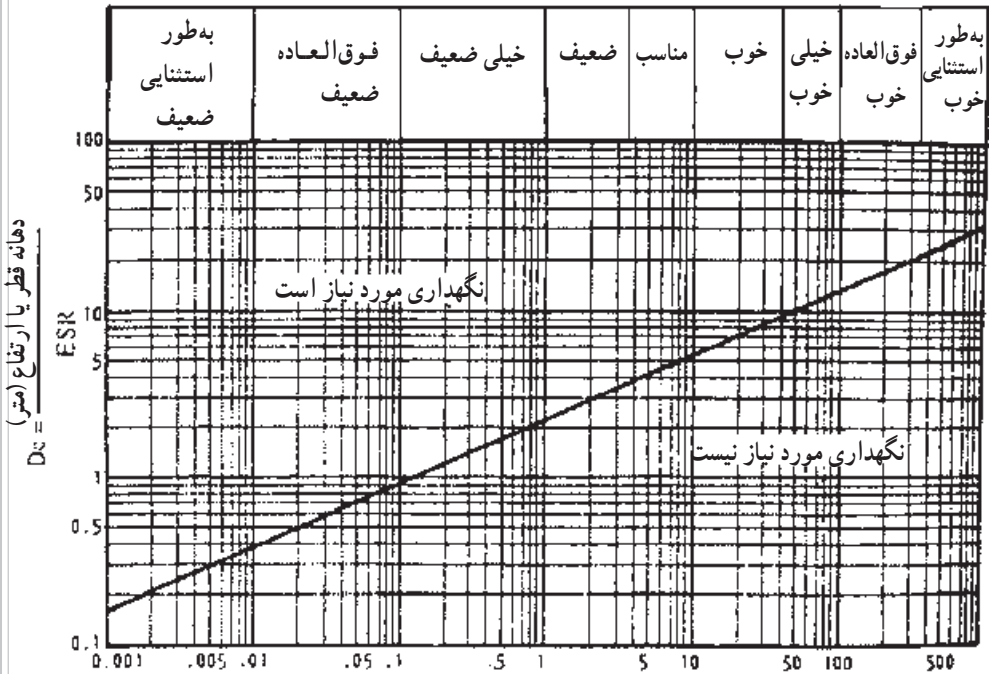 به‌طور
استثنایی
ضعیف
فـوق‌العـاده
ضعیف
خیلی ضعیف
ضعیف
مناسب
خوب
خیلی
خوب
فوق‌العاده
خوب
به‌طور
استثنایی
خوب
100
50
10
5
1
0.5
0.1
دهانه قطر یا ارتفاع (متر)
De =
ESR
نگهداری مورد نیاز است
نگهداری مورد نیاز نیست
0.001 .005 .01 .05 .1 .5 1 5 10 50 100 500